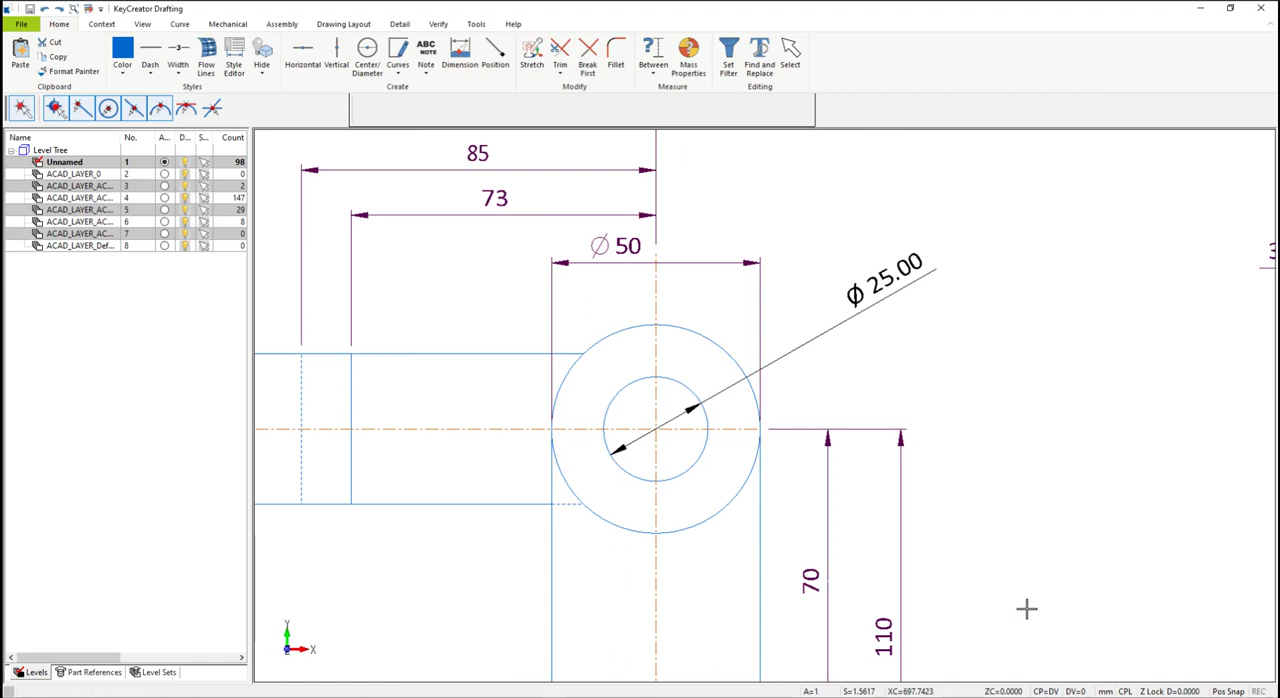 KeyCreator Drafting
File Home Context View Curve Mechanical Assembly Drawing Layout Detail Verify Tools Help
Paste
Cut
Copy
Format Painter
Clipboard
Color Dash Width Flow Lines Style Editor Hide
Styles
Horizontal Vertical Center/ Diameter Curves ABC NOTE Note Dimension Position
Create
Stretch Trim Break First Fillet
Modify
Between Mass Properties
Measure
Set Filter Find and Replace Select
Editing
Name No. A... D... S... Count
Level Tree
Unnamed 1 98
ACAD_LAYER_0 2 0
ACAD_LAYER_AC... 3 2
ACAD_LAYER_AC... 4 147
ACAD_LAYER_AC... 5 29
ACAD_LAYER_AC... 6 8
ACAD_LAYER_AC... 7 0
ACAD_LAYER_Def... 8 0
85
73
Ø 50
Ø 25.00
70
110
Y
X
Levels Part References Level Sets
A=1 S=1.5617 XC=697.7423 ZC=0.0000 CP=DV DV=0 mm CPL Z Lock D=0.0000 Pos Snap REC